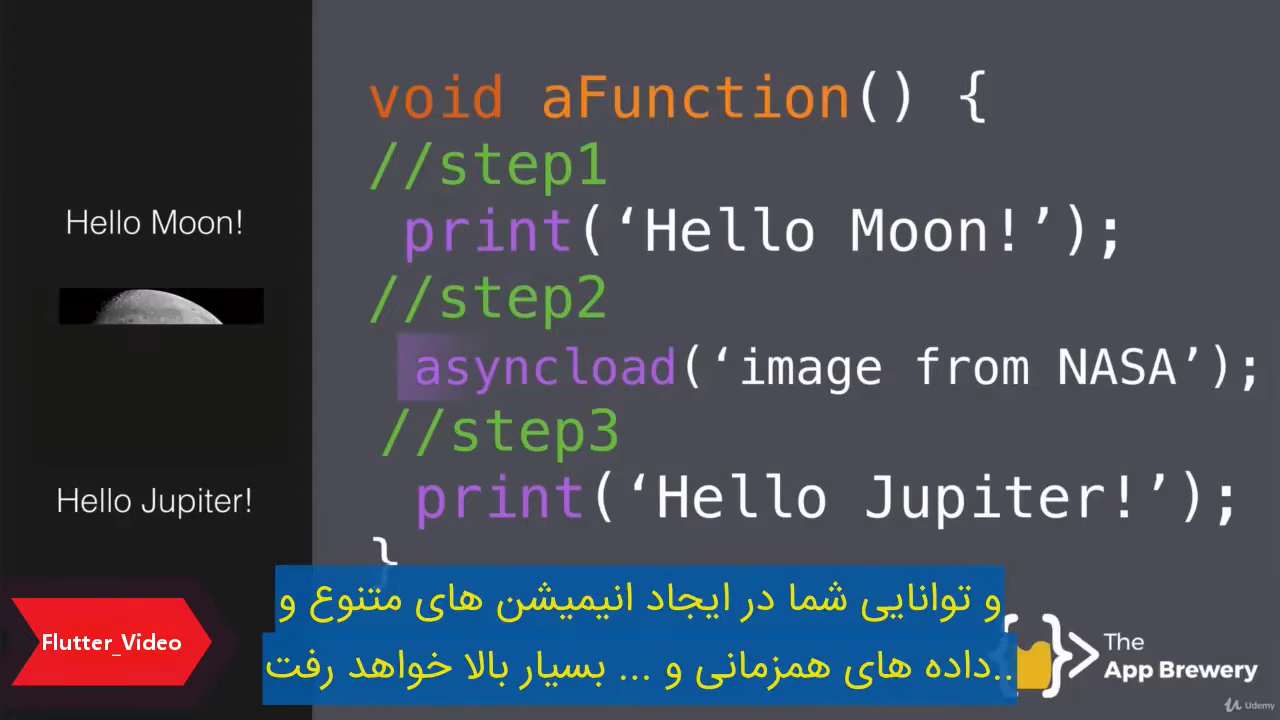 Hello Moon!
Hello Jupiter!
void aFunction() {
//step1
print(‘Hello Moon!’);
//step2
asyncload(‘image from NASA’);
//step3
print(‘Hello Jupiter!’);
}
و توانایی شما در ایجاد انیمیشن های متنوع و
داده های همزمانی و ... بسیار بالا خواهد رفت..
Flutter_Video
The
App Brewery
Udemy